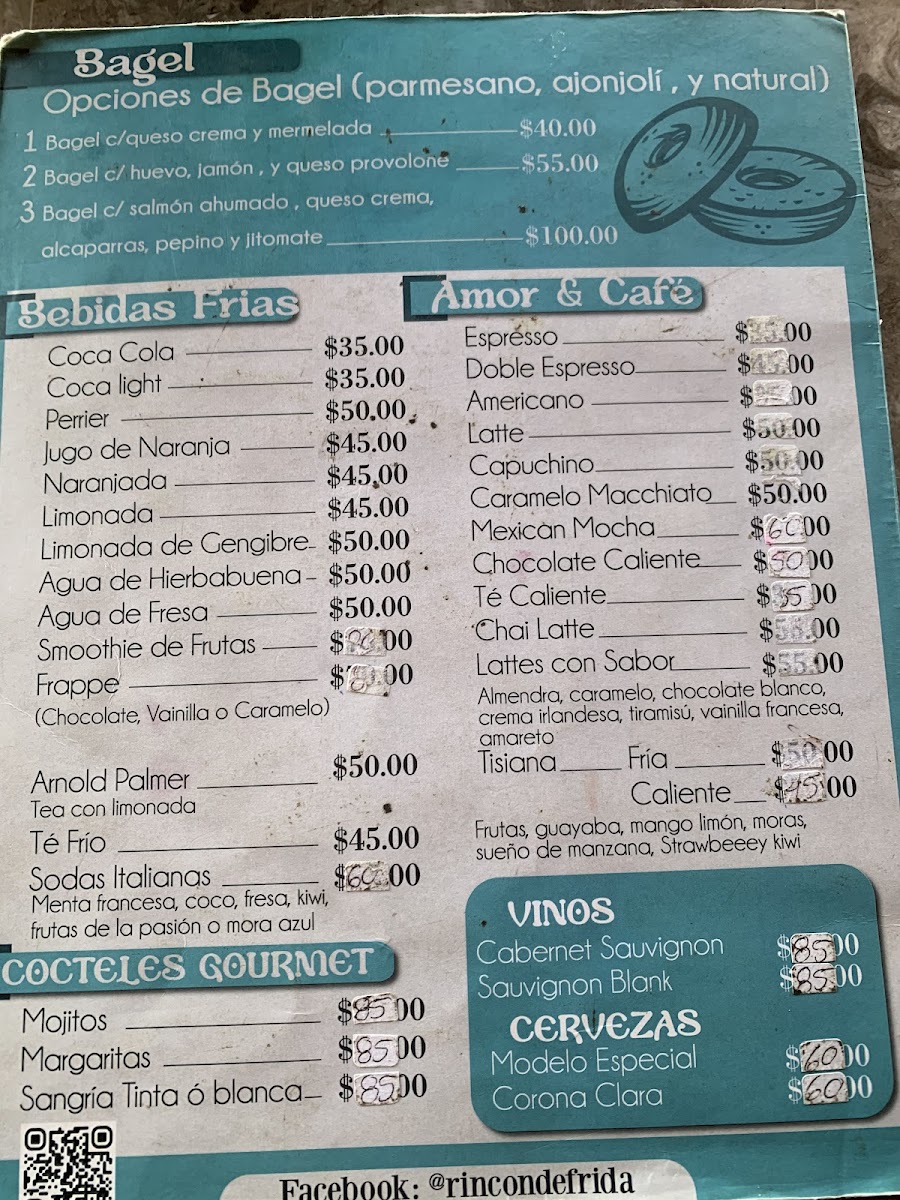 Bagel
Opciones de Bagel (parmesano, ajonjolí , y natural)
1 Bagel c/queso crema y mermelada $40.00
2 Bagel c/ huevo, jamón , y queso provolone $55.00
3 Bagel c/ salmón ahumado , queso crema,
alcaparras, pepino y jitomate $100.00
Bebidas Frias
Coca Cola $35.00
Coca light $35.00
Perrier $50.00
Jugo de Naranja $45.00
Naranjada $45.00
Limonada $45.00
Limonada de Gengibre $50.00
Agua de Hierbabuena $50.00
Agua de Fresa $50.00
Smoothie de Frutas
Frappe
(Chocolate, Vainilla o Caramelo)
Arnold Palmer $50.00
Tea con limonada
Té Frío $45.00
Sodas Italianas $60.00
Menta francesa, coco, fresa, kiwi,
frutas de la pasión o mora azul
COCTELES GOURMET
Mojitos $85.00
Margaritas $85.00
Sangría Tinta ó blanca $85.00
Amor & Café
Espresso
Doble Espresso
Americano
Latte $50.00
Capuchino $50.00
Caramelo Macchiato $50.00
Mexican Mocha $60.00
Chocolate Caliente $50.00
Té Caliente
Chai Latte
Lattes con Sabor $55.00
Almendra, caramelo, chocolate blanco,
crema irlandesa, tiramisú, vainilla francesa,
amareto
Tisiana Fría $50.00
Caliente $45.00
Frutas, guayaba, mango limón, moras,
sueño de manzana, Strawbeeey kiwi
VINOS
Cabernet Sauvignon $85.00
Sauvignon Blank $85.00
CERVEZAS
Modelo Especial $60.00
Corona Clara $60.00
Facebook: @rincondefrida